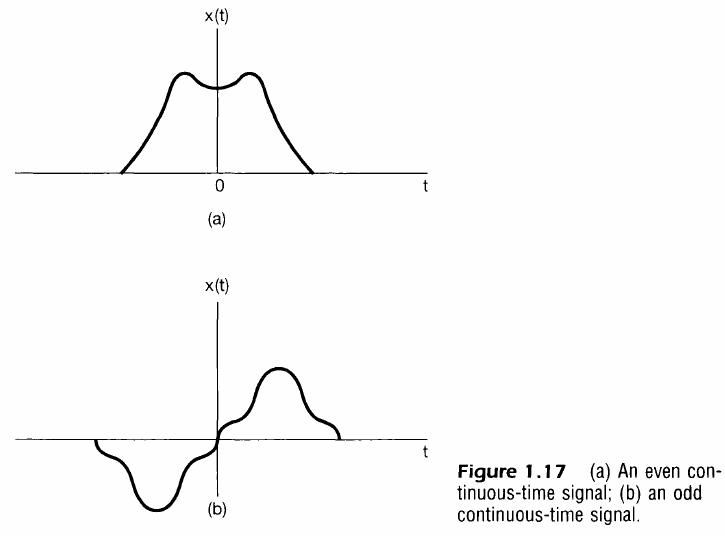 x(t)
0
t
(a)
x(t)
t
(b)
Figure 1.17 (a) An even con-
tinuous-time signal; (b) an odd
continuous-time signal.